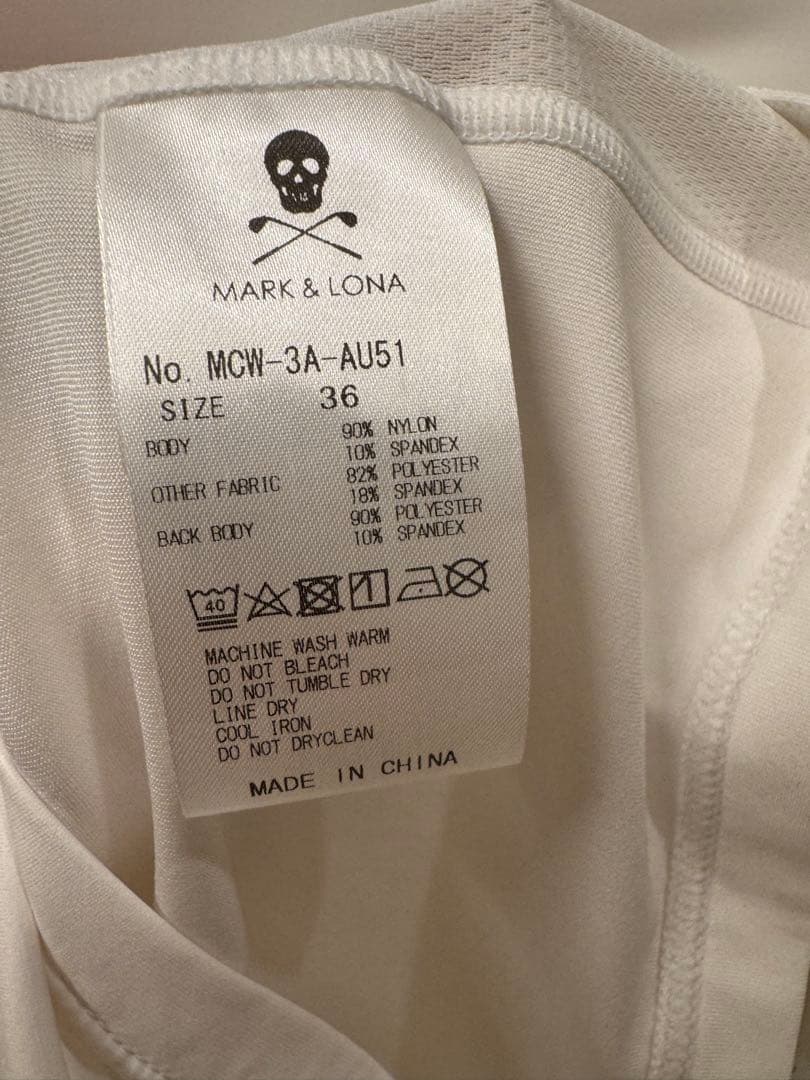 MARK & LONA
No. MCW-3A-AU51
SIZE 36
BODY 90% NYLON
10% SPANDEX
OTHER FABRIC 82% POLYESTER
18% SPANDEX
BACK BODY 90% POLYESTER
10% SPANDEX
40
MACHINE WASH WARM
DO NOT BLEACH
DO NOT TUMBLE DRY
LINE DRY
COOL IRON
DO NOT DRYCLEAN
MADE IN CHINA